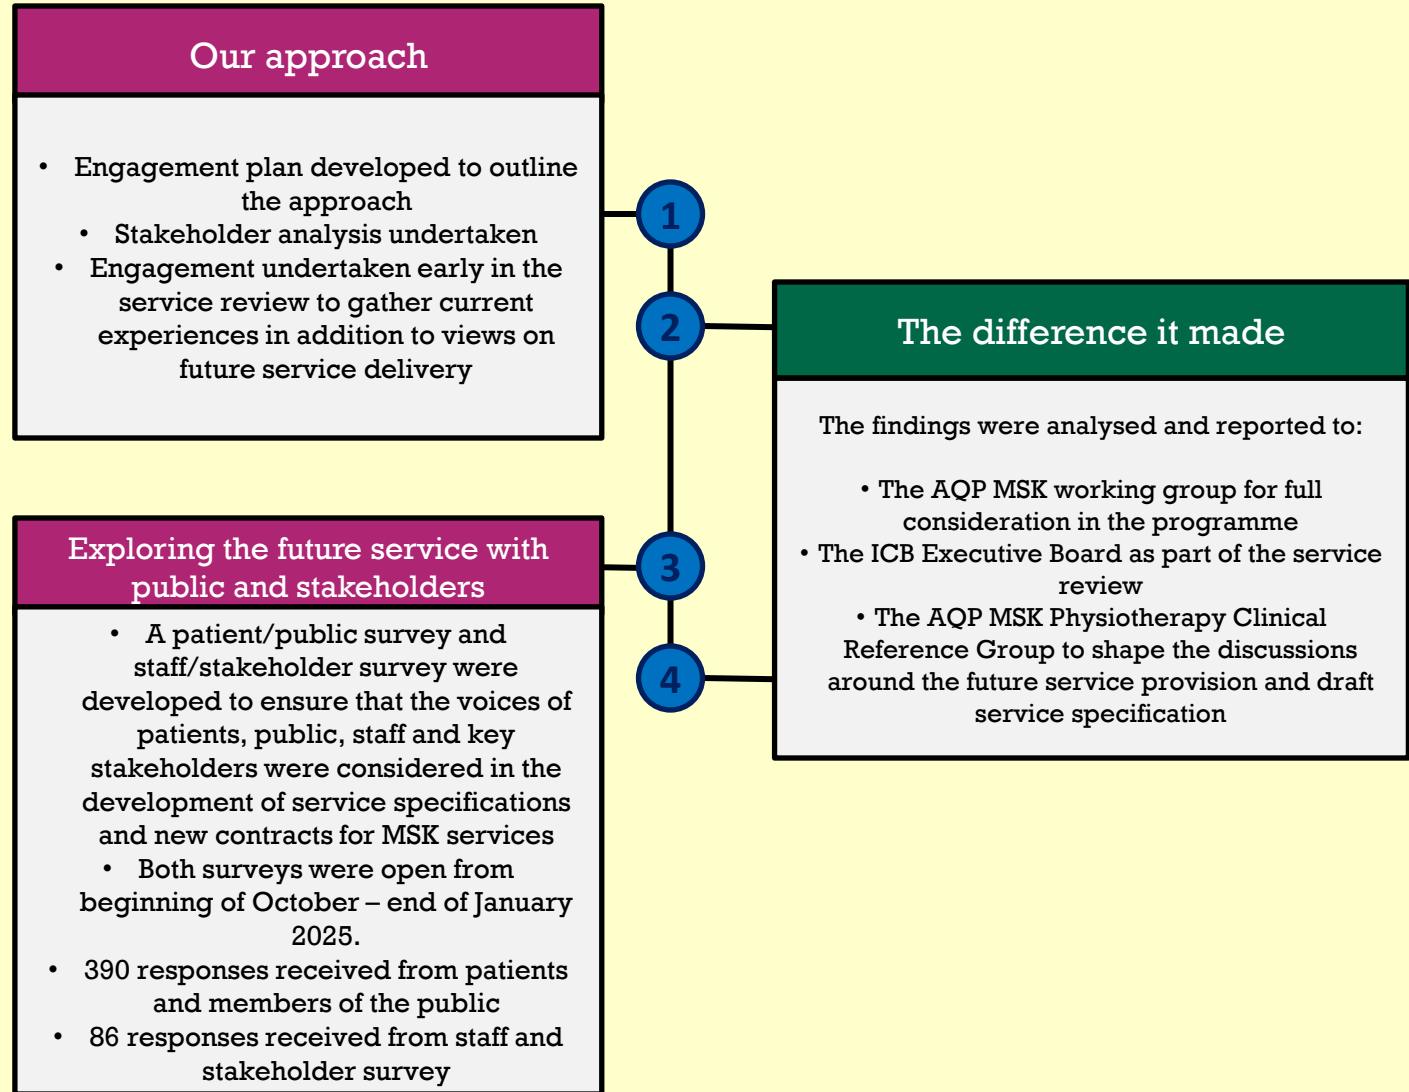 Our approach
• Engagement plan developed to outline
the approach
• Stakeholder analysis undertaken
• Engagement undertaken early in the
service review to gather current
experiences in addition to views on
future service delivery
1
2
The difference it made
The findings were analysed and reported to:
• The AQP MSK working group for full
consideration in the programme
• The ICB Executive Board as part of the service
review
• The AQP MSK Physiotherapy Clinical
Reference Group to shape the discussions
around the future service provision and draft
service specification
Exploring the future service with
public and stakeholders
• A patient/public survey and
staff/stakeholder survey were
developed to ensure that the voices of
patients, public, staff and key
stakeholders were considered in the
development of service specifications
and new contracts for MSK services
• Both surveys were open from
beginning of October – end of January
2025.
• 390 responses received from patients
and members of the public
• 86 responses received from staff and
stakeholder survey
3
4